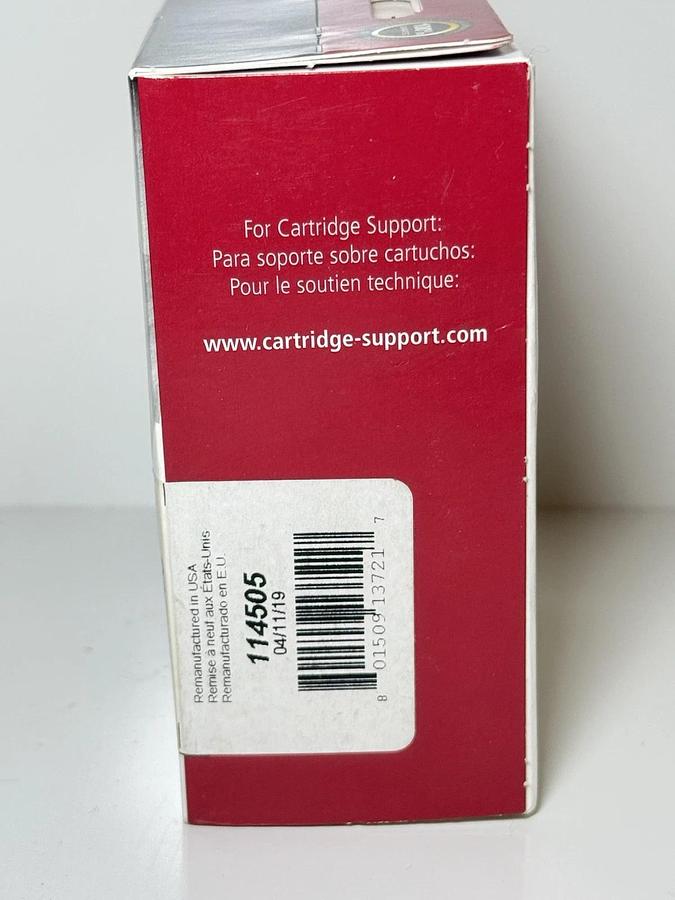 For Cartridge Support:
Para soporte sobre cartuchos:
Pour le soutien technique:
www.cartridge-support.com
Remanufactured in USA
Remise à neuf aux États-Unis
Remanufacturado en E.U.
114505
04/11/19
8 01509 13721 7